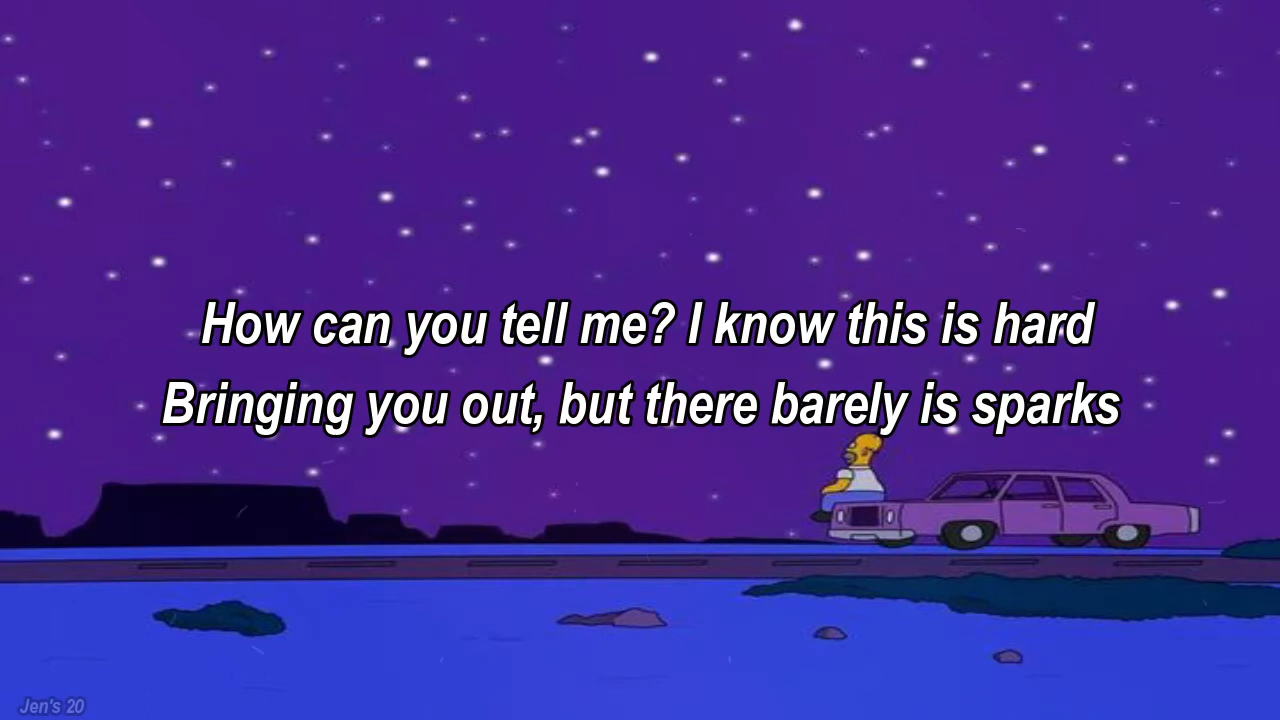 How can you tell me? I know this is hard
Bringing you out, but there barely is sparks
Jen's 20